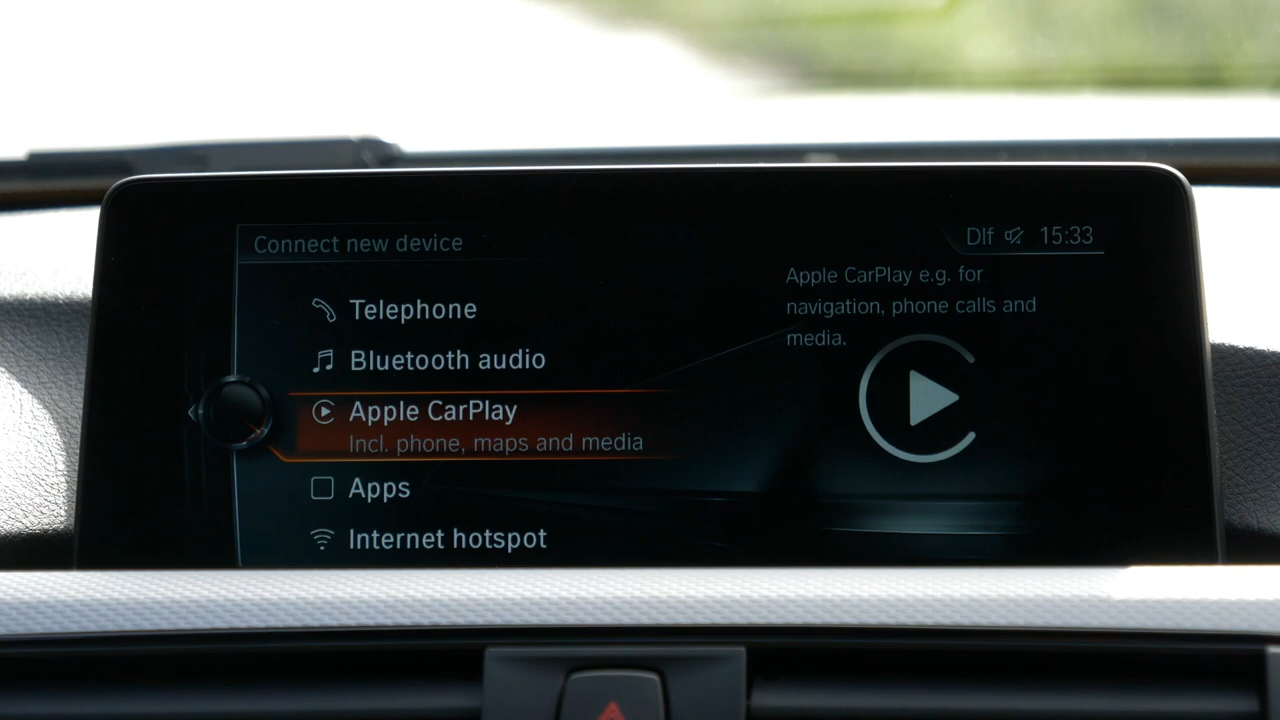 Connect new device
Dlf 15:33
Telephone
Bluetooth audio
Apple CarPlay
Incl. phone, maps and media
Apps
Internet hotspot
Apple CarPlay e.g. for
navigation, phone calls and
media.